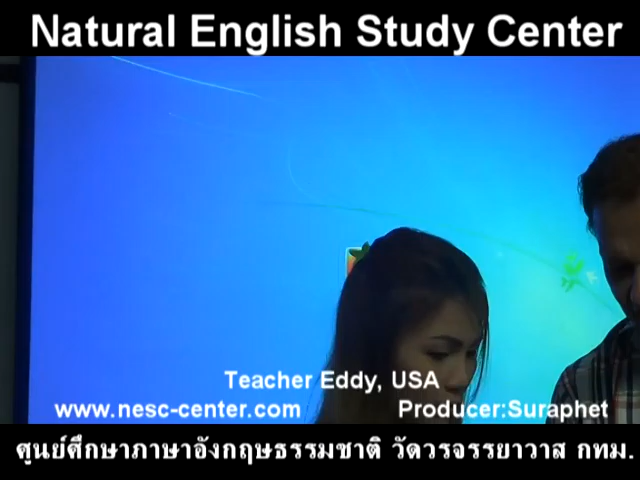 Natural English Study Center
Teacher Eddy, USA
www.nesc-center.com Producer:Suraphet
ศูนย์ศึกษาภาษาอังกฤษธรรมชาติ วัดวรจรรยาวาส กทม.